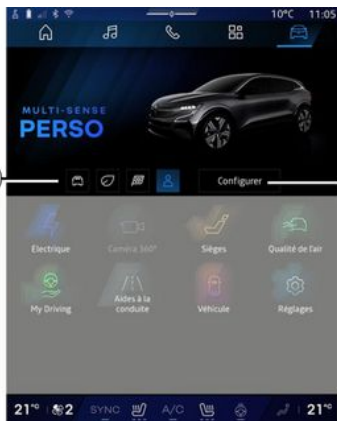 10°C 11:05
MULTI-SENSE
PERSO
Configurer
Electrique
Caméra 360°
Sièges
Qualité de l'air
My Driving
Aides à la
conduite
Véhicule
Réglages
21°C 2 SYNC A/C 21°C